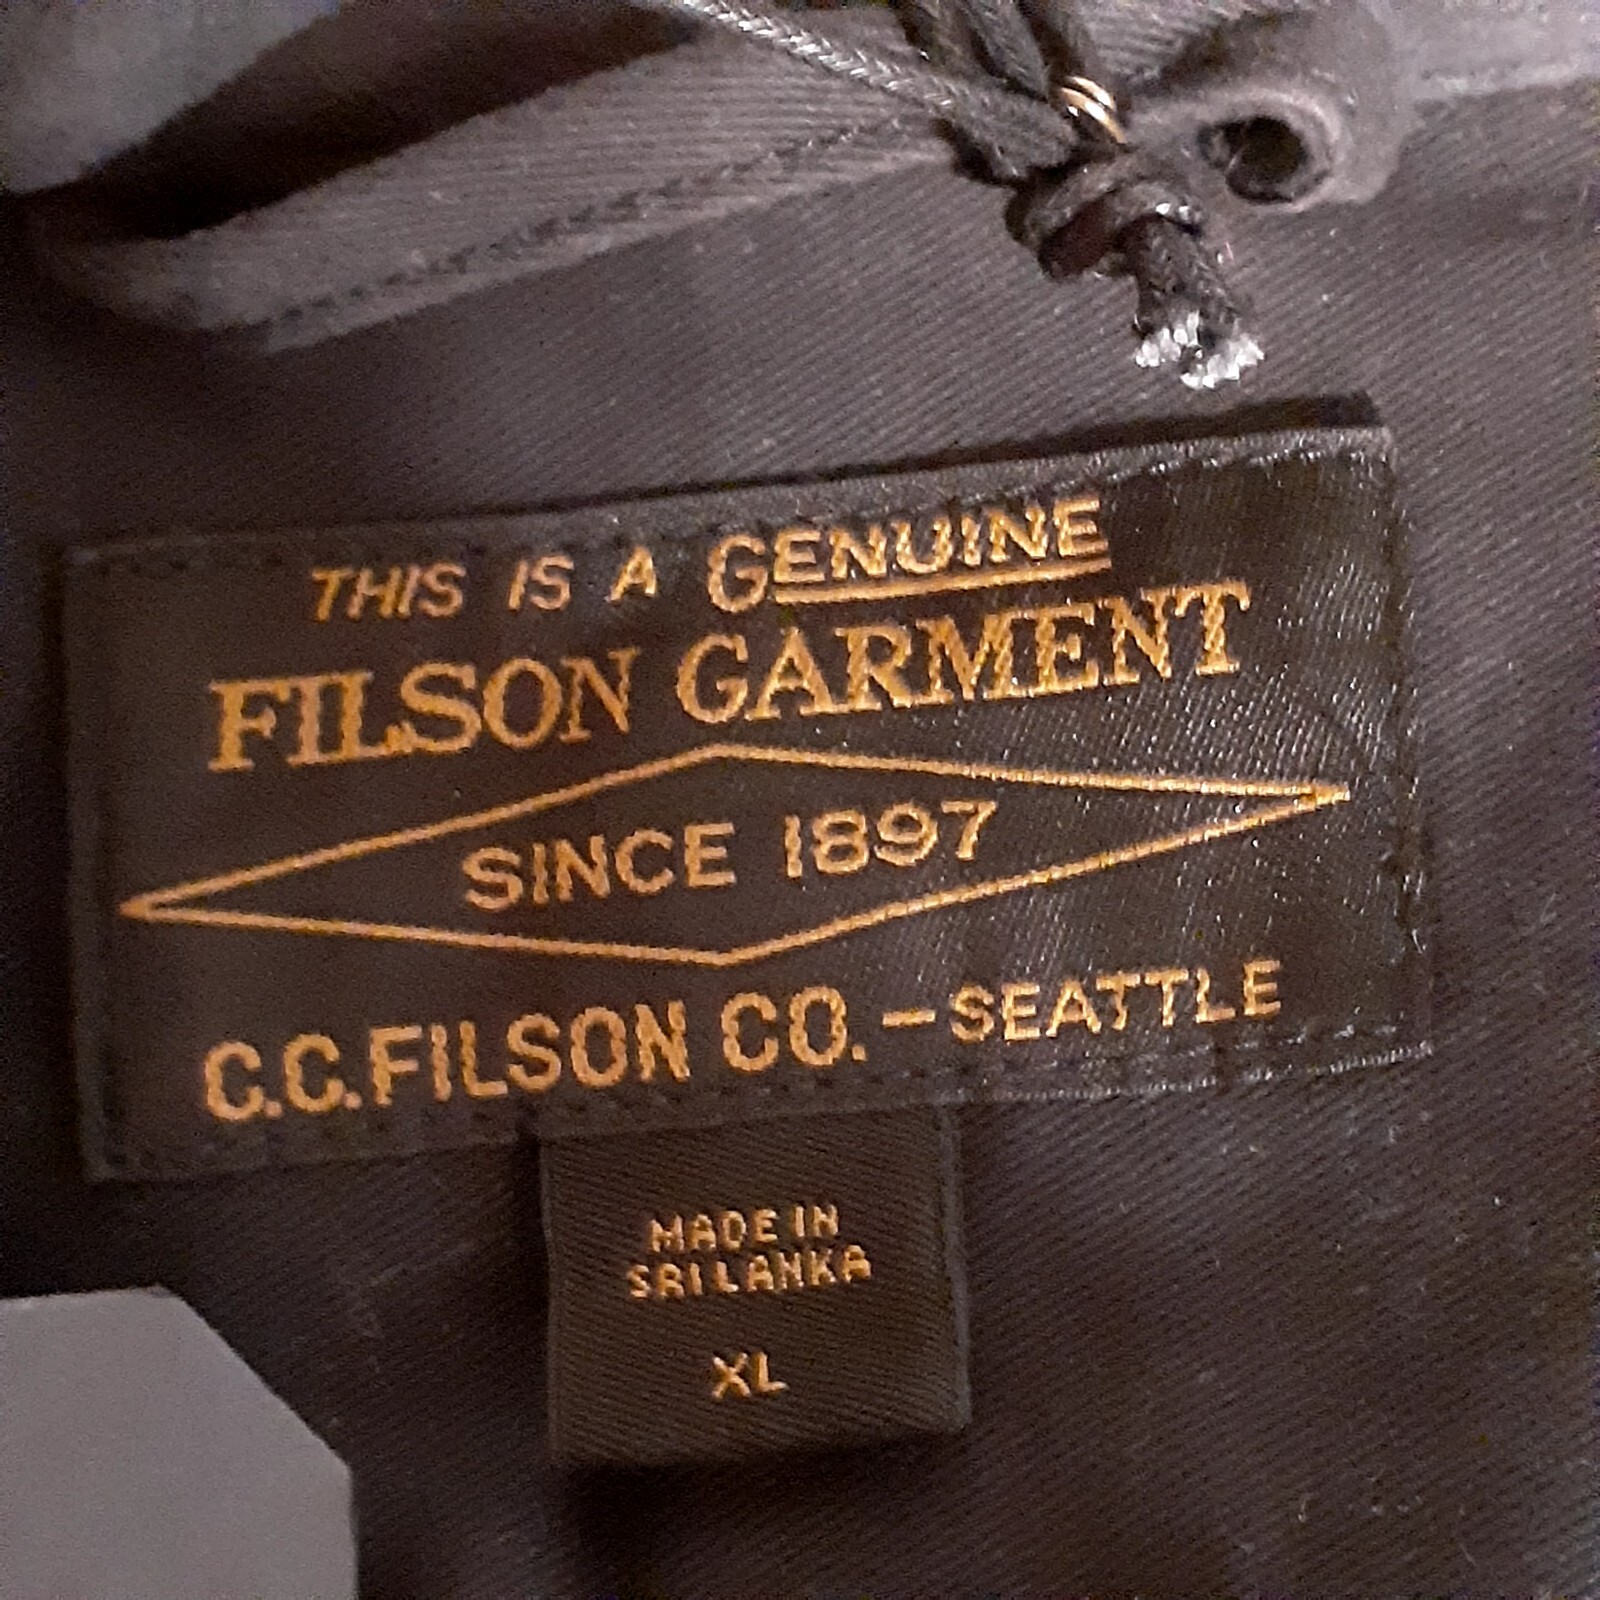 THIS IS A GENUINE
FILSON GARMENT
SINCE 1897
C.C.FILSON CO.-SEATTLE
MADE IN
SRI LANKA
XL